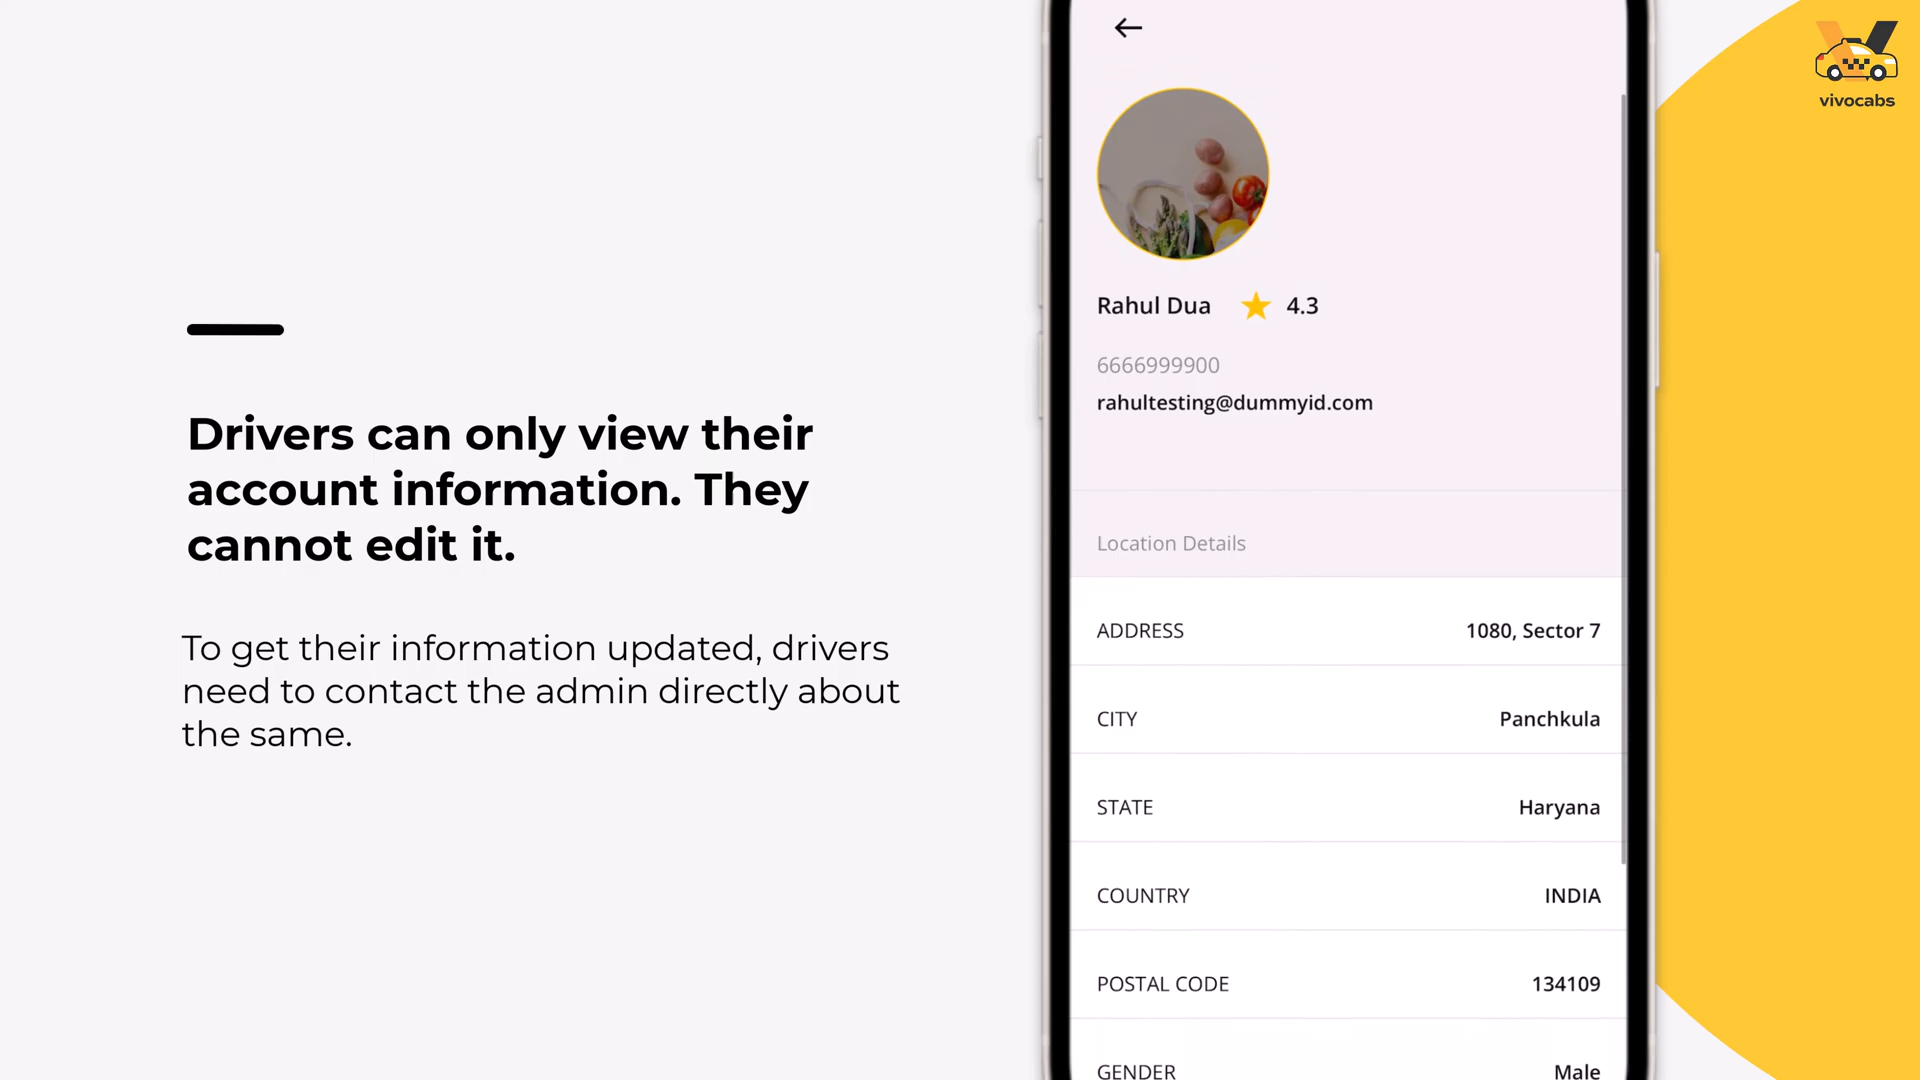 vivocabs
Drivers can only view their
account information. They
cannot edit it.
To get their information updated, drivers
need to contact the admin directly about
the same.
Rahul Dua 4.3
6666999900
rahultesting@dummyid.com
Location Details
ADDRESS 1080, Sector 7
CITY Panchkula
STATE Haryana
COUNTRY INDIA
POSTAL CODE 134109
GENDER Male